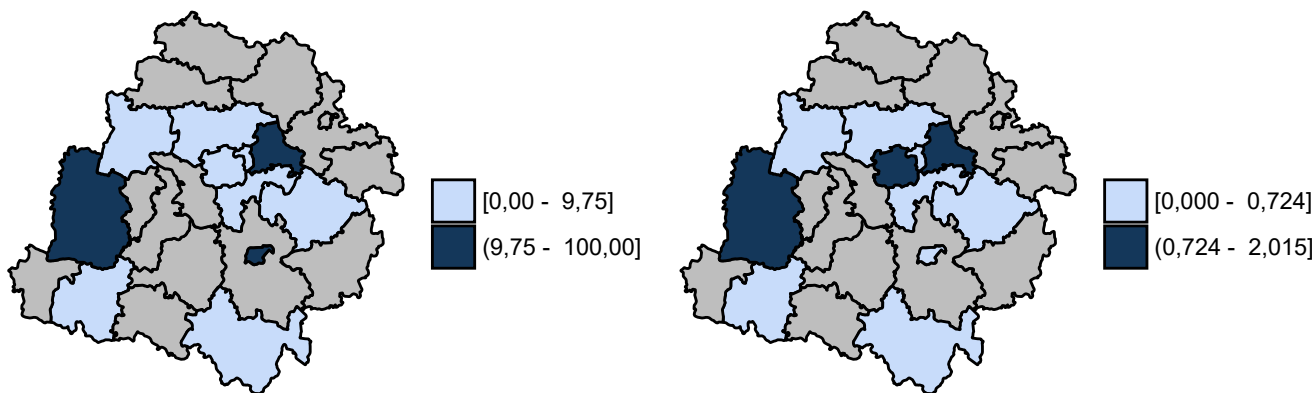 [0,00 - 9,75]
(9,75 - 100,00]
[0,000 - 0,724]
(0,724 - 2,015]